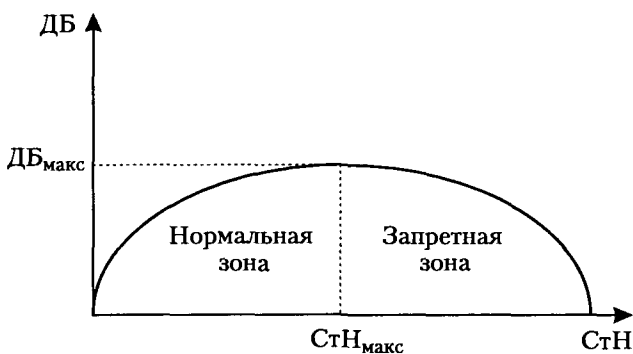 ДБ
ДБмакс
Нормальная
зона
Запретная
зона
СтНмакс
СтН